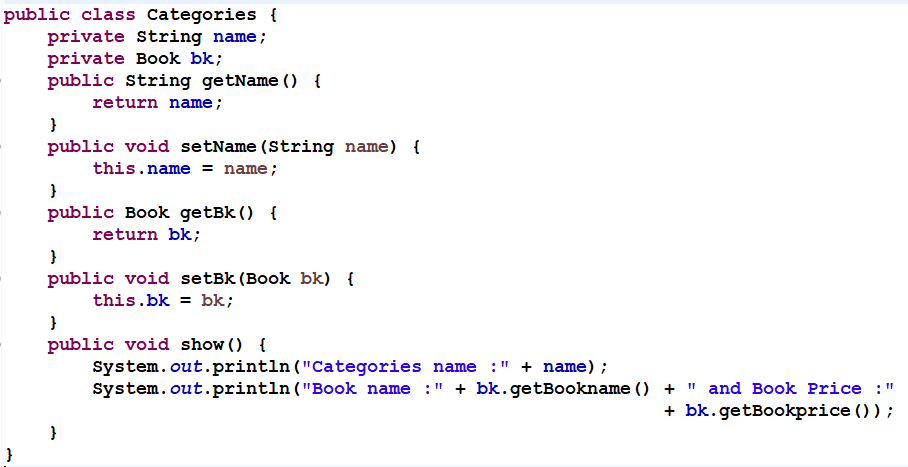 public class Categories {
    private String name;
    private Book bk;
    public String getName() {
        return name;
    }
    public void setName(String name) {
        this.name = name;
    }
    public Book getBk() {
        return bk;
    }
    public void setBk(Book bk) {
        this.bk = bk;
    }
    public void show() {
        System.out.println("Categories name :" + name);
        System.out.println("Book name :" + bk.getBookname() + " and Book Price :"
                                                            + bk.getBookprice());
    }
}